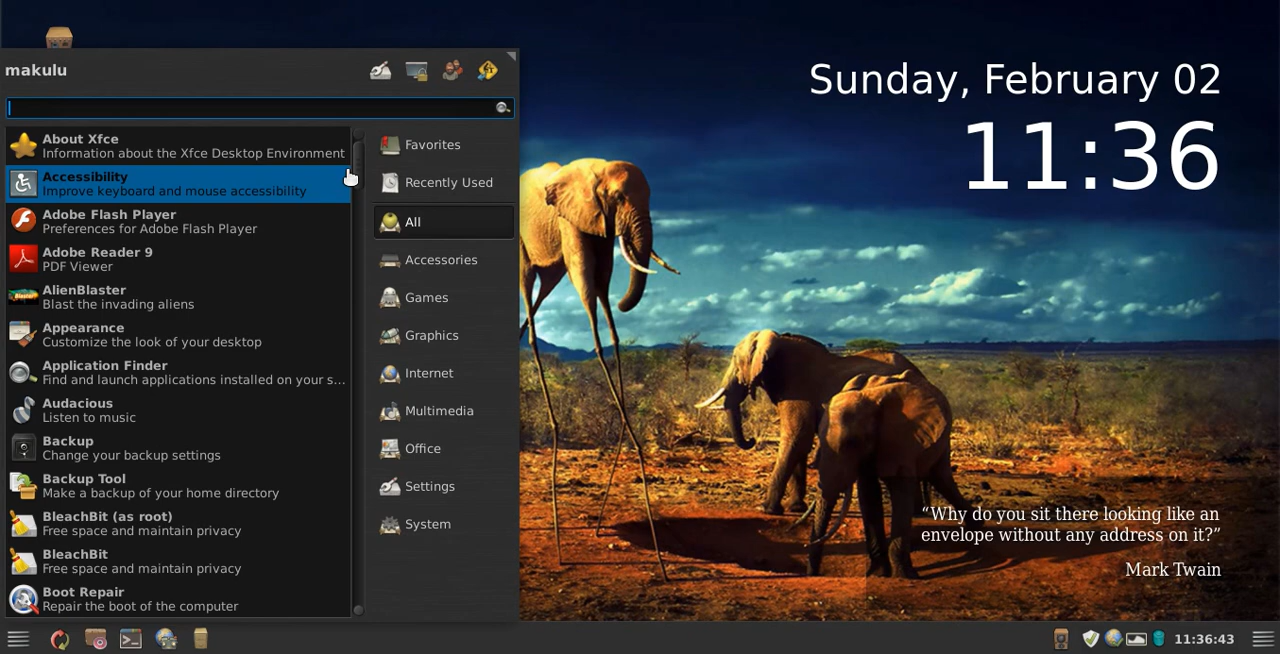 makulu
About Xfce
Information about the Xfce Desktop Environment
Accessibility
Improve keyboard and mouse accessibility
Adobe Flash Player
Preferences for Adobe Flash Player
Adobe Reader 9
PDF Viewer
AlienBlaster
Blast the invading aliens
Appearance
Customize the look of your desktop
Application Finder
Find and launch applications installed on your s...
Audacious
Listen to music
Backup
Change your backup settings
Backup Tool
Make a backup of your home directory
BleachBit (as root)
Free space and maintain privacy
BleachBit
Free space and maintain privacy
Boot Repair
Repair the boot of the computer
Favorites
Recently Used
All
Accessories
Games
Graphics
Internet
Multimedia
Office
Settings
System
Sunday, February 02
11:36
“Why do you sit there looking like an
envelope without any address on it?”
Mark Twain
11:36:43